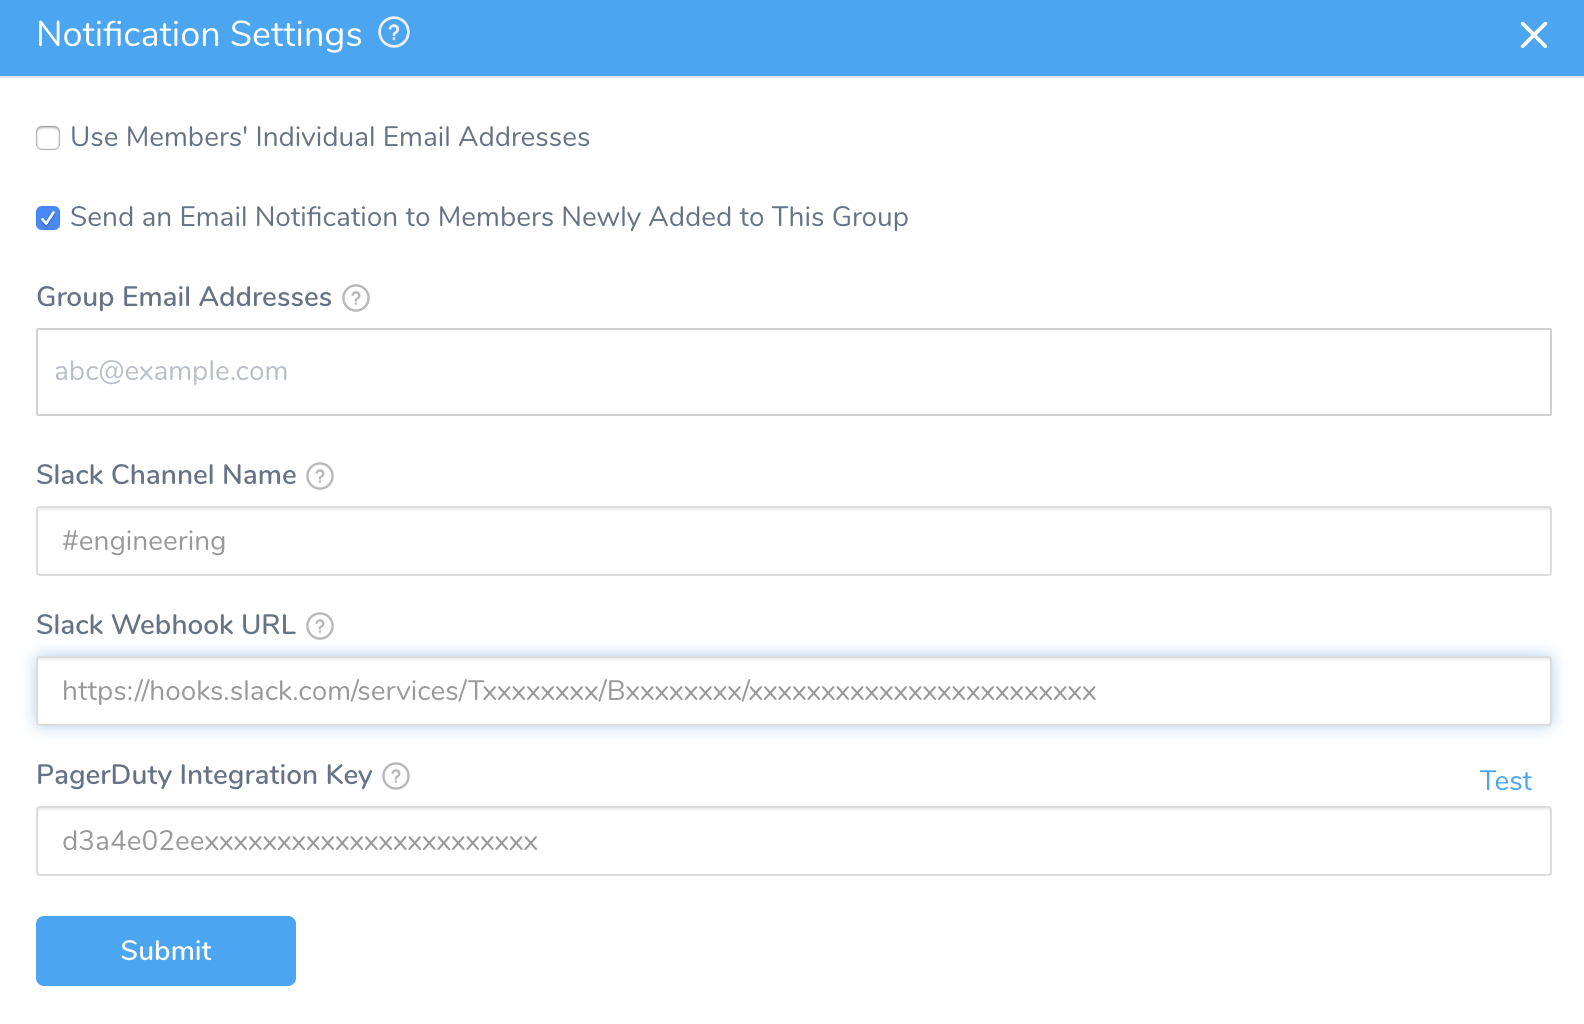 Notification Settings ?
Use Members' Individual Email Addresses
Send an Email Notification to Members Newly Added to This Group
Group Email Addresses ?
abc@example.com
Slack Channel Name ?
#engineering
Slack Webhook URL ?
https://hooks.slack.com/services/Txxxxxxxx/Bxxxxxxxx/xxxxxxxxxxxxxxxxxxxxxxxx
PagerDuty Integration Key ?
Test
d3a4e02eexxxxxxxxxxxxxxxxxxxxxxx
Submit